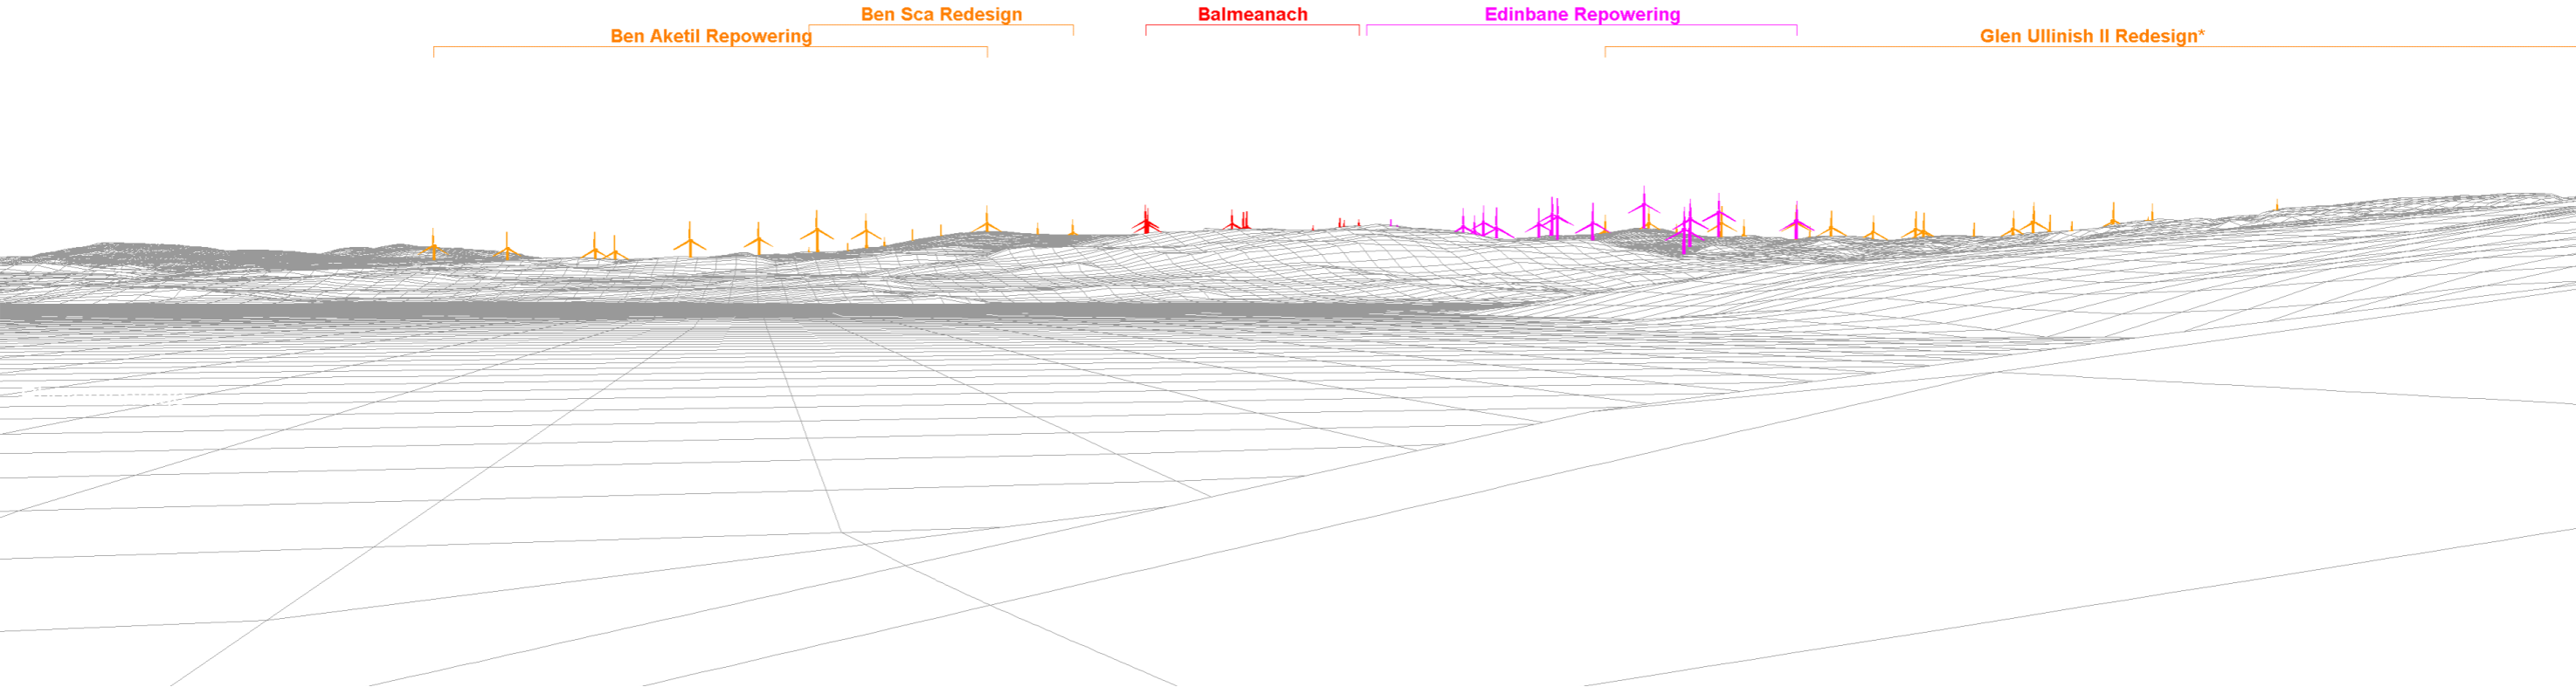 Ben Sca Redesign
Balmeanach
Edinbane Repowering
Ben Aketil Repowering
Glen Ullinish II Redesign*